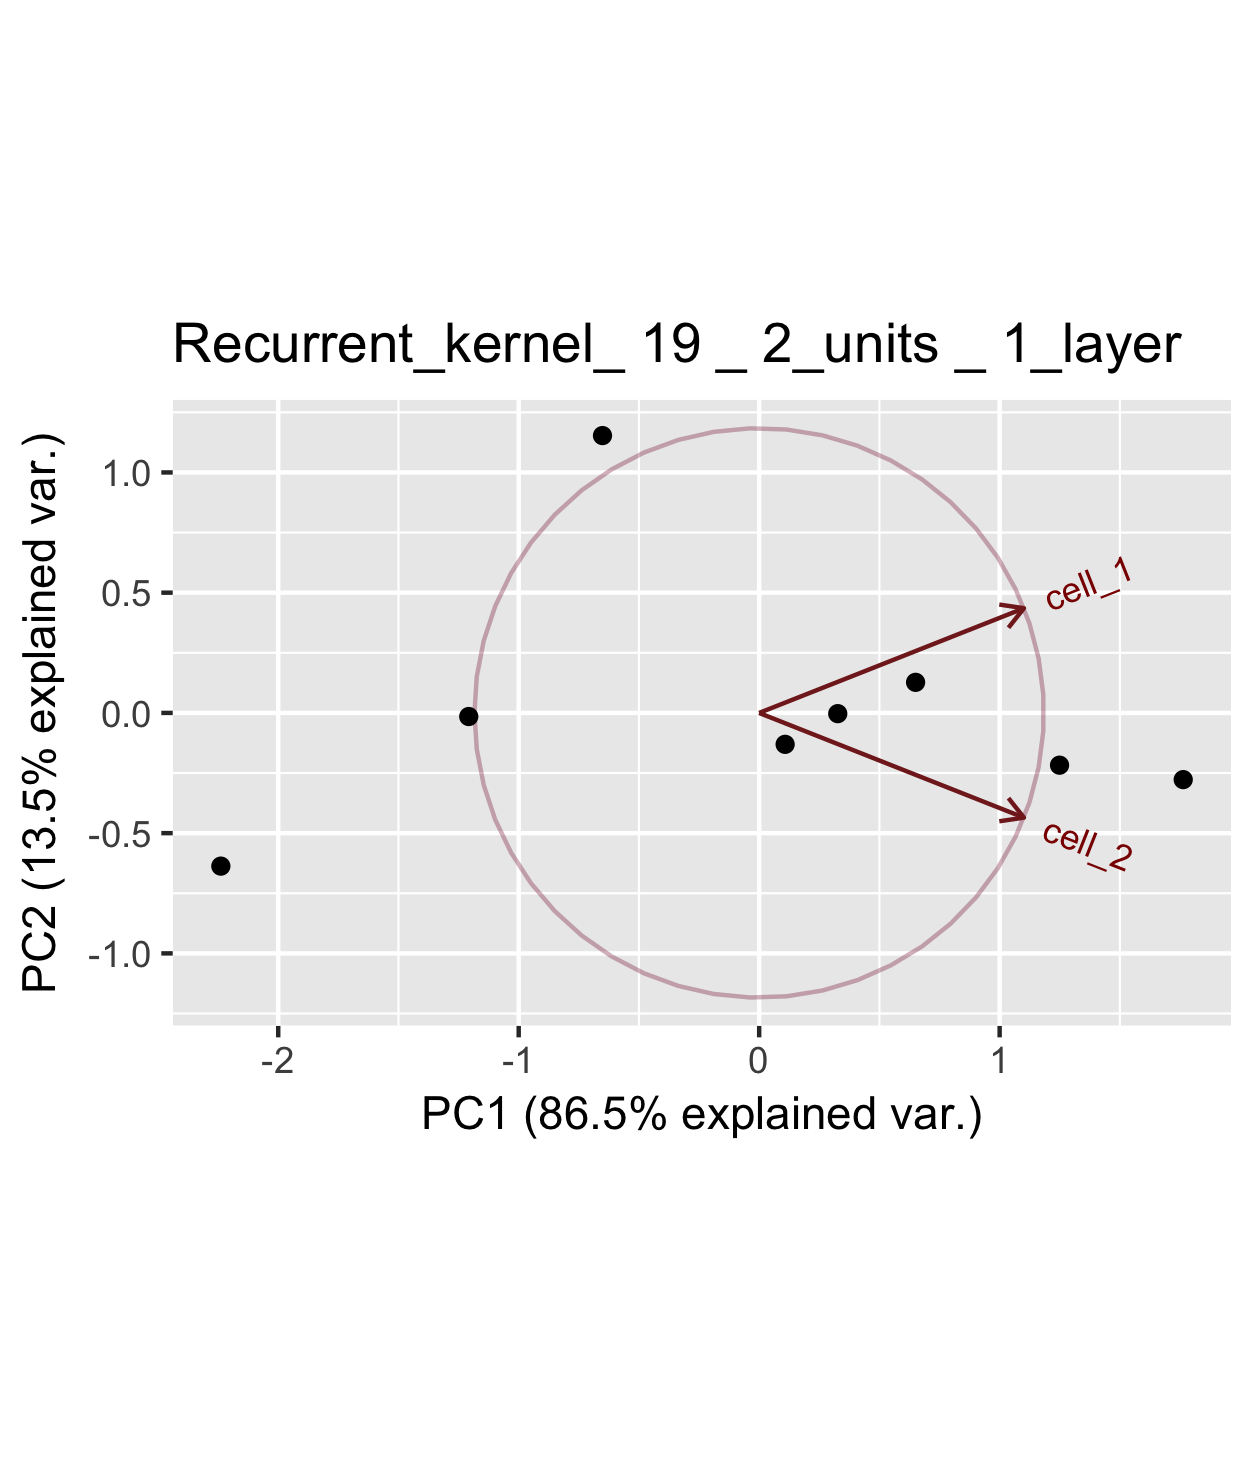 Recurrent_kernel_ 19 _ 2_units _ 1_layer
PC2 (13.5% explained var.)
1.0
0.5
0.0
-0.5
-1.0
cell_1
cell_2
-2
-1
0
1
PC1 (86.5% explained var.)